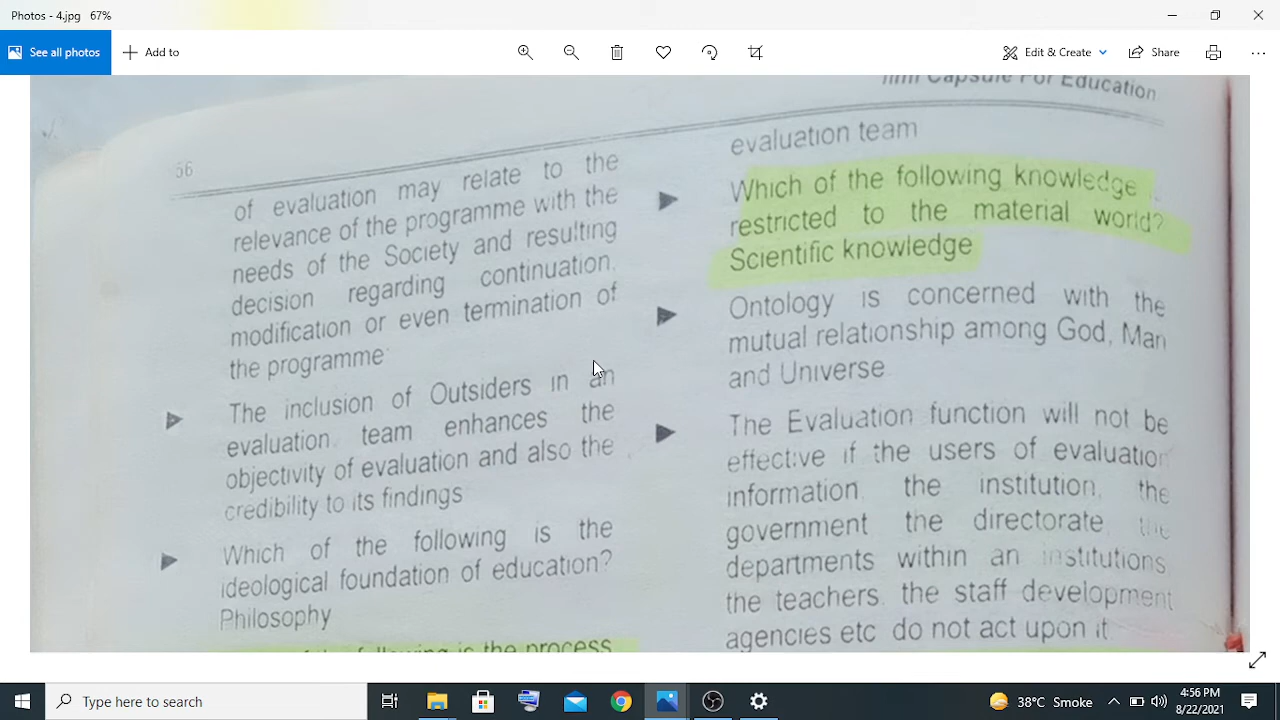 Photos - 4.jpg   67%
See all photos
Add to
Edit & Create
Share
Capsule For Education
56
of evaluation may relate to the
relevance of the programme with the
needs of the Society and resulting
decision regarding continuation,
modification or even termination of
the programme
The inclusion of Outsiders in an
evaluation team enhances the
objectivity of evaluation and also the
credibility to its findings
Which of the following is the
ideological foundation of education?
Philosophy
following is the process
evaluation team
Which of the following knowledge
restricted to the material world?
Scientific knowledge
Ontology is concerned with the
mutual relationship among God, Man
and Universe
The Evaluation function will not be
effective if the users of evaluation
information, the institution, the
government the directorate, the
departments within an institutions
the teachers, the staff development
agencies etc do not act upon it
Type here to search
38°C Smoke
4:56 PM
8/22/2021